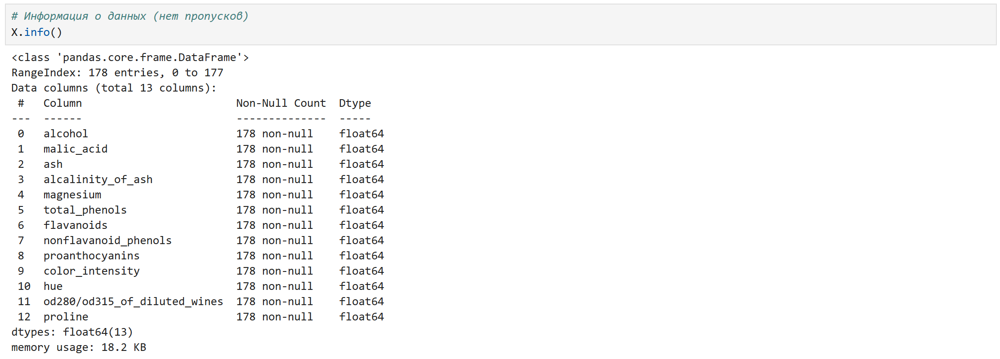 # Информация о данных (нет пропусков)
X.info()
<class 'pandas.core.frame.DataFrame'>
RangeIndex: 178 entries, 0 to 177
Data columns (total 13 columns):
 #   Column                        Non-Null Count  Dtype
---  ------                        --------------  -----
 0   alcohol                       178 non-null    float64
 1   malic_acid                    178 non-null    float64
 2   ash                           178 non-null    float64
 3   alcalinity_of_ash             178 non-null    float64
 4   magnesium                     178 non-null    float64
 5   total_phenols                 178 non-null    float64
 6   flavanoids                    178 non-null    float64
 7   nonflavanoid_phenols          178 non-null    float64
 8   proanthocyanins               178 non-null    float64
 9   color_intensity               178 non-null    float64
 10  hue                           178 non-null    float64
 11  od280/od315_of_diluted_wines  178 non-null    float64
 12  proline                       178 non-null    float64
dtypes: float64(13)
memory usage: 18.2 KB